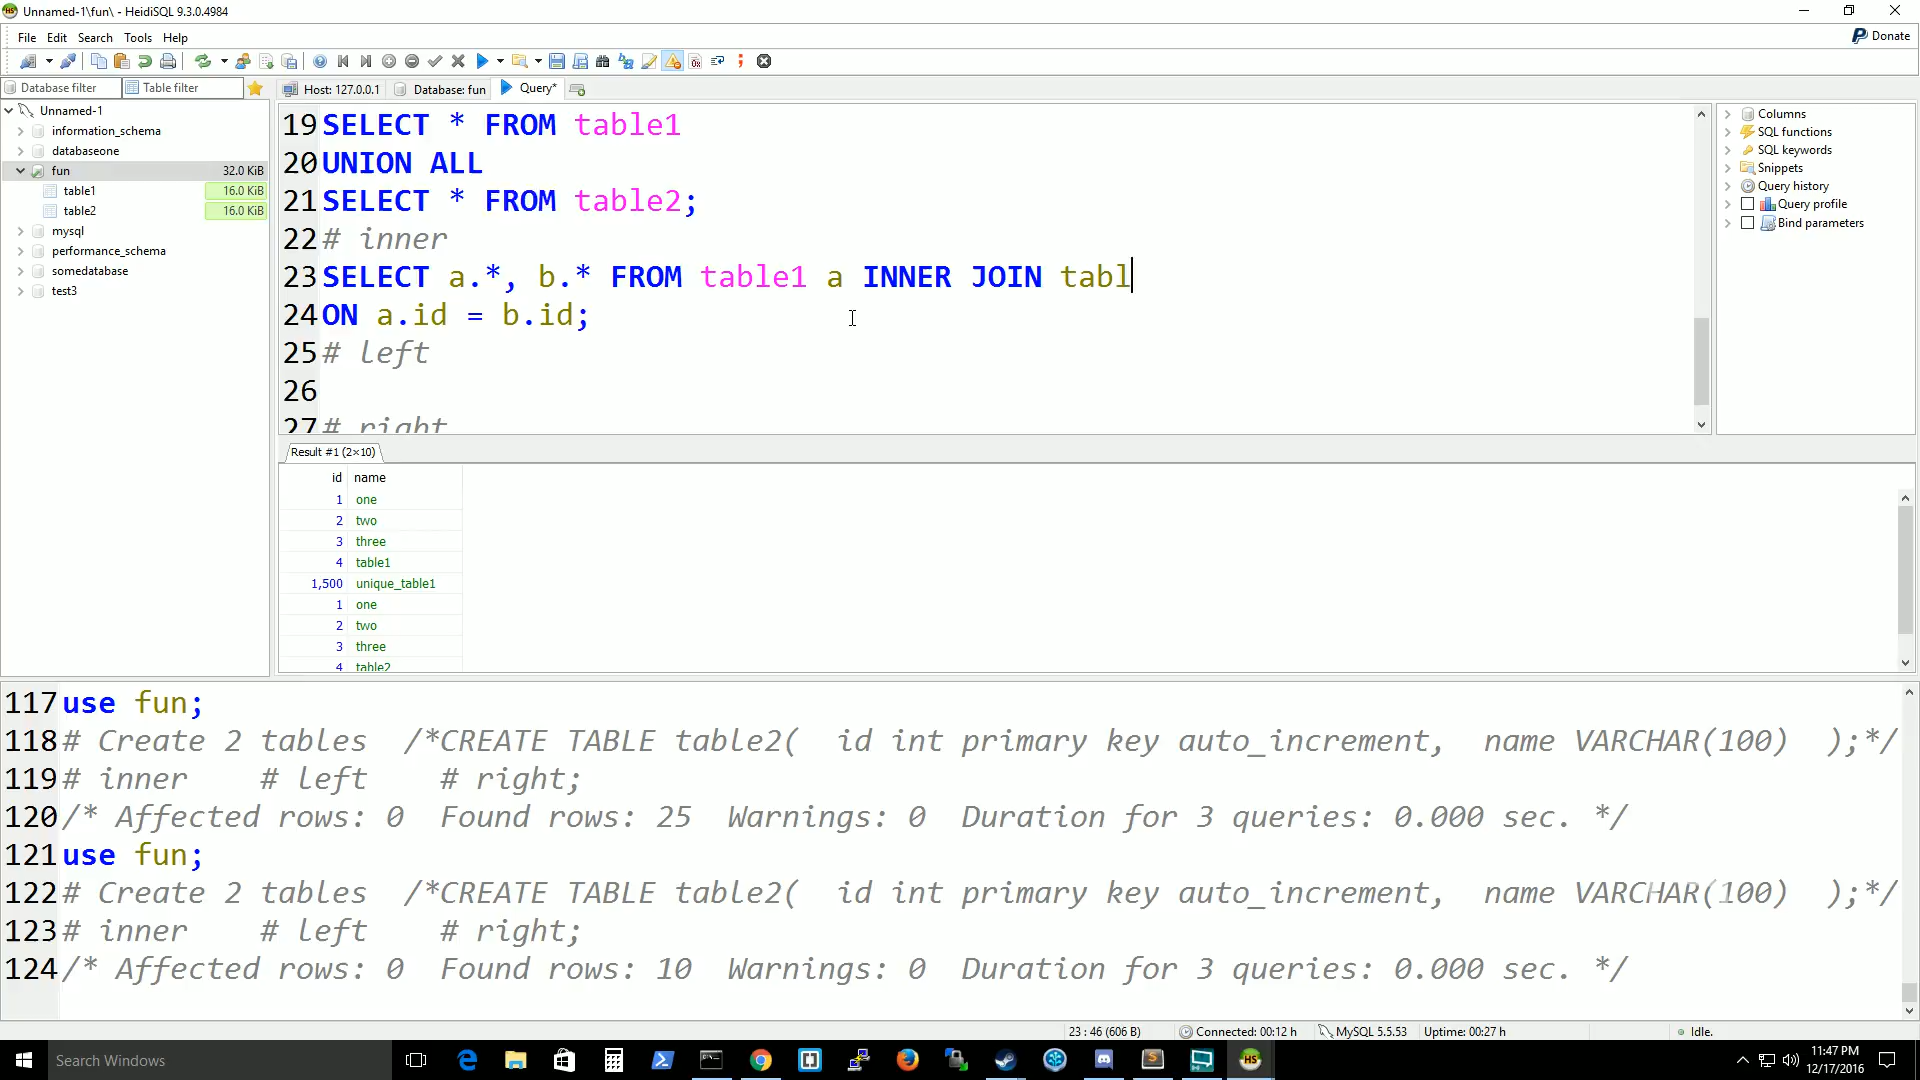 Unnamed-1\fun\ - HeidiSQL 9.3.0.4984
File Edit Search Tools Help
Donate
Database filter Table filter
Host: 127.0.0.1 Database: fun Query*
Unnamed-1
information_schema
databaseone
fun 32.0 KiB
table1 16.0 KiB
table2 16.0 KiB
mysql
performance_schema
somedatabase
test3
19 SELECT * FROM table1
20 UNION ALL
21 SELECT * FROM table2;
22 # inner
23 SELECT a.*, b.* FROM table1 a INNER JOIN tabl
24 ON a.id = b.id;
25 # left
26
27 # right
Columns
SQL functions
SQL keywords
Snippets
Query history
Query profile
Bind parameters
Result #1 (2×10)
id name
1 one
2 two
3 three
4 table1
1,500 unique_table1
1 one
2 two
3 three
4 table2
117 use fun;
118 # Create 2 tables /*CREATE TABLE table2( id int primary key auto_increment, name VARCHAR(100) );*/
119 # inner # left # right;
120 /* Affected rows: 0 Found rows: 25 Warnings: 0 Duration for 3 queries: 0.000 sec. */
121 use fun;
122 # Create 2 tables /*CREATE TABLE table2( id int primary key auto_increment, name VARCHAR(100) );*/
123 # inner # left # right;
124 /* Affected rows: 0 Found rows: 10 Warnings: 0 Duration for 3 queries: 0.000 sec. */
23 : 46 (606 B) Connected: 00:12 h MySQL 5.5.53 Uptime: 00:27 h Idle.
Search Windows
11:47 PM
12/17/2016